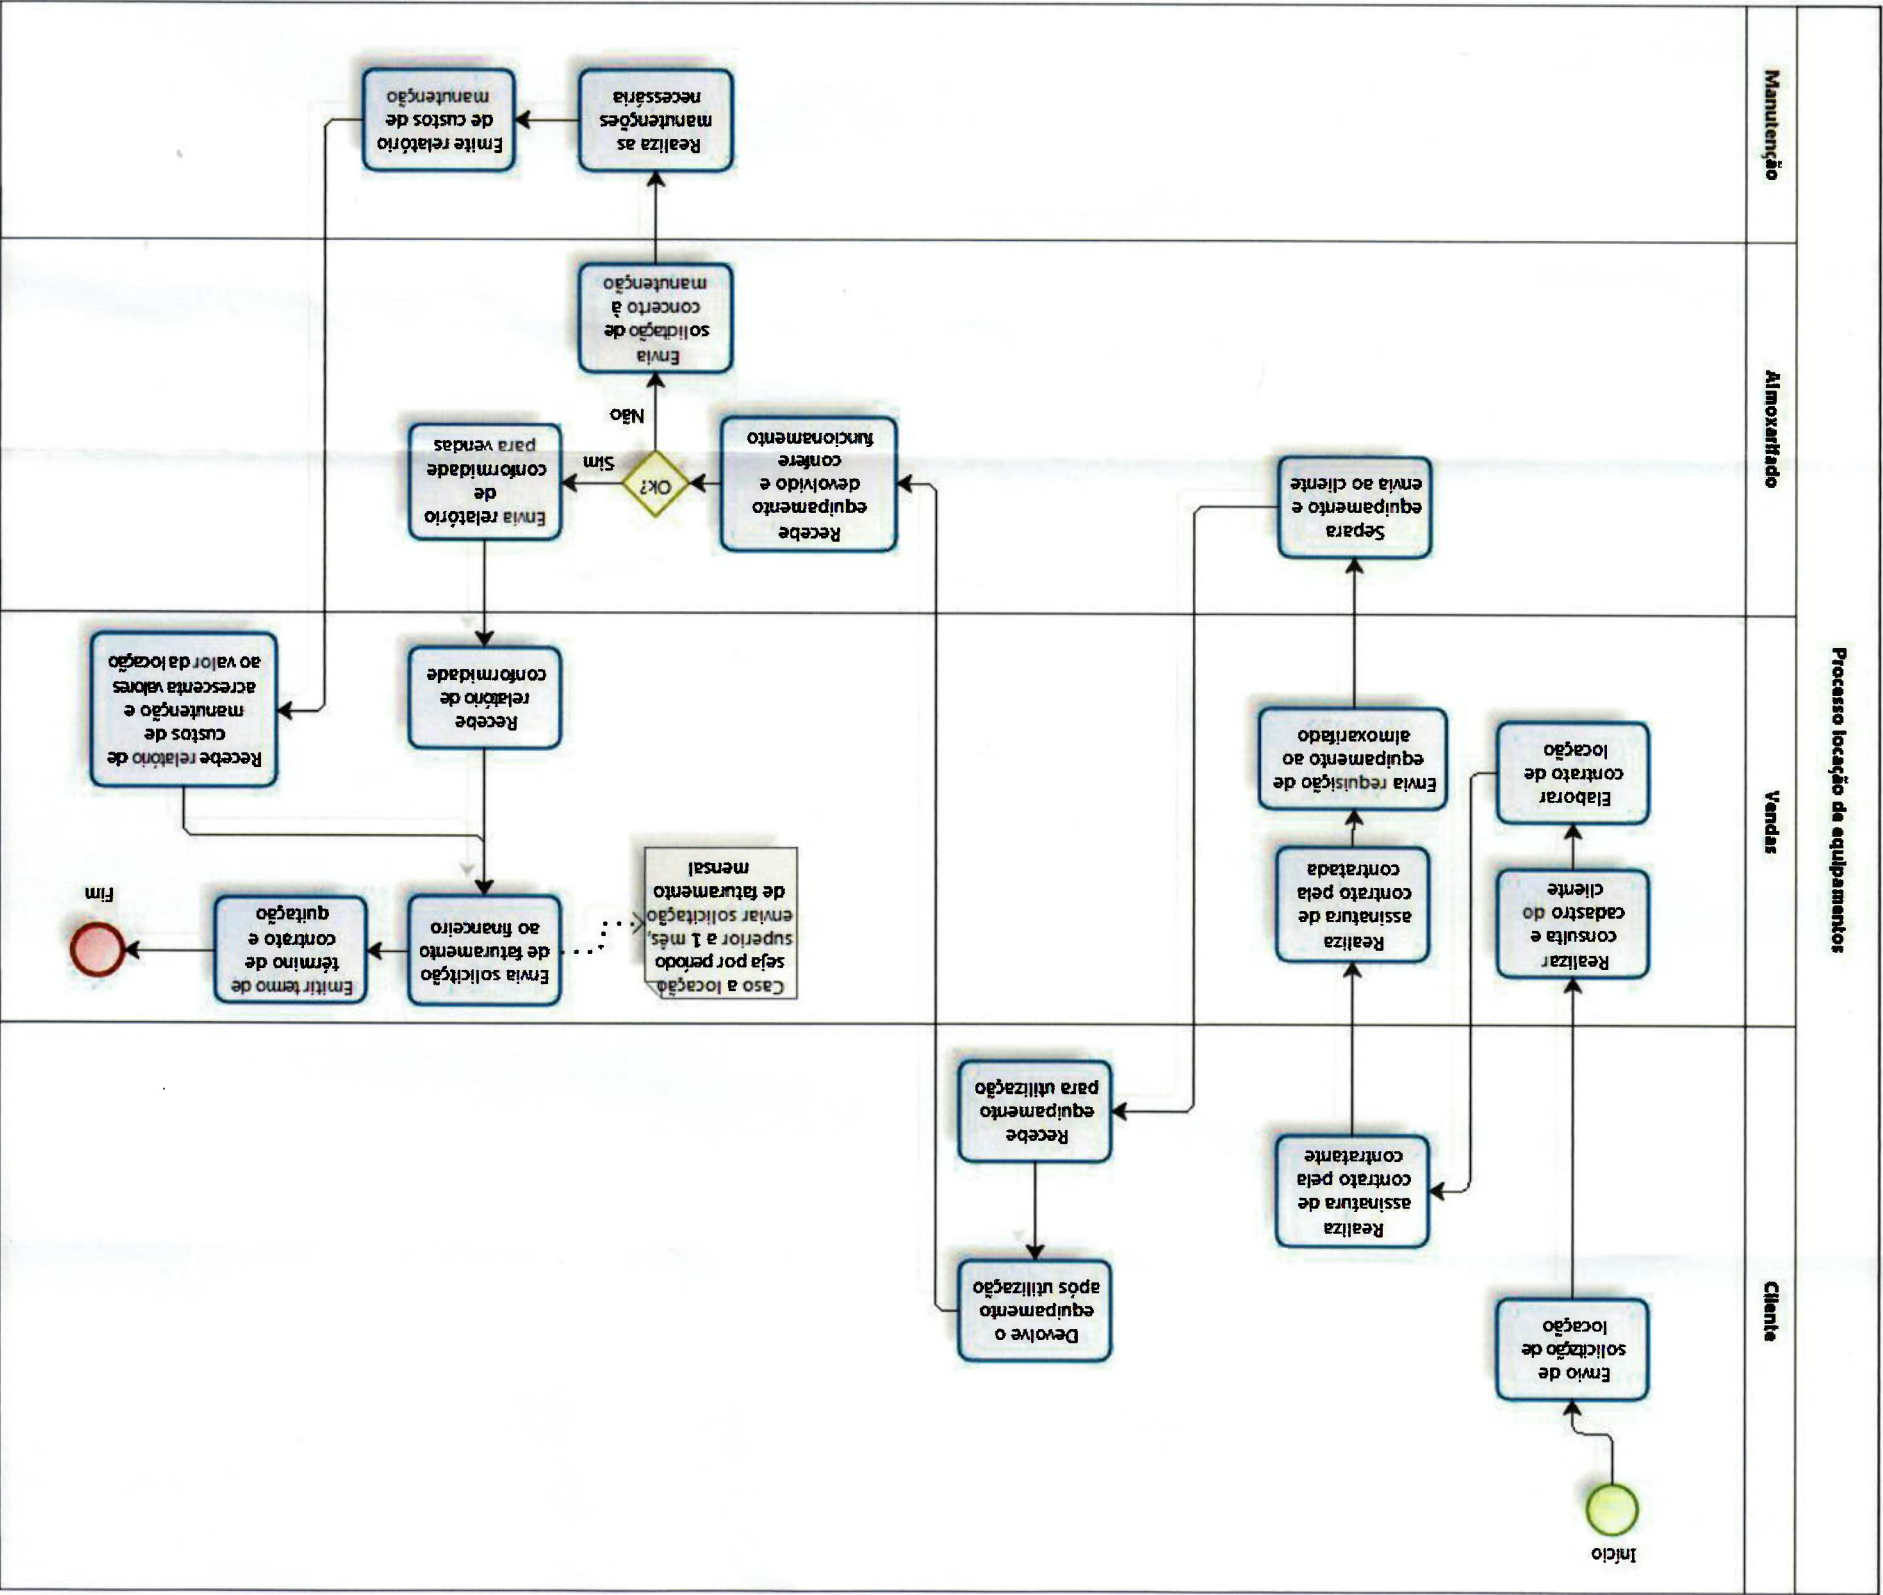 Processo locação de equipamentos
Cliente
Início
Envio de
solicitação de
locação
Realiza
assinatura de
contrato pela
contratante
Devolve o
equipamento
após utilização
Recebe
equipamento
para utilização
Vendas
Realizar
consulta e
cadastro do
cliente
Elaborar
contrato de
locação
Realiza
assinatura de
contrato pela
contratada
Envia requisição de
equipamento ao
almoxarifado
Caso a locação
seja por período
superior a 1 mês,
enviar solicitação
de faturamento
mensal
Envia solicitção
de faturamento
ao financeiro
Emitir termo de
término de
contrato e
quitação
Fim
Recebe
relatório de
conformidade
Recebe relatório de
custos de
manutenção e
acrescenta valores
ao valor da locação
Almoxarifado
Separa
equipamento e
envia ao cliente
Recebe
equipamento
devolvido e
confere
funcionamento
Ok?
Sim
Não
Envia relatório
de
conformidade
para vendas
Envia
solicitação de
concerto à
manutenção
Manutenção
Realiza as
manutenções
necessária
Emite relatório
de custos de
manutenção